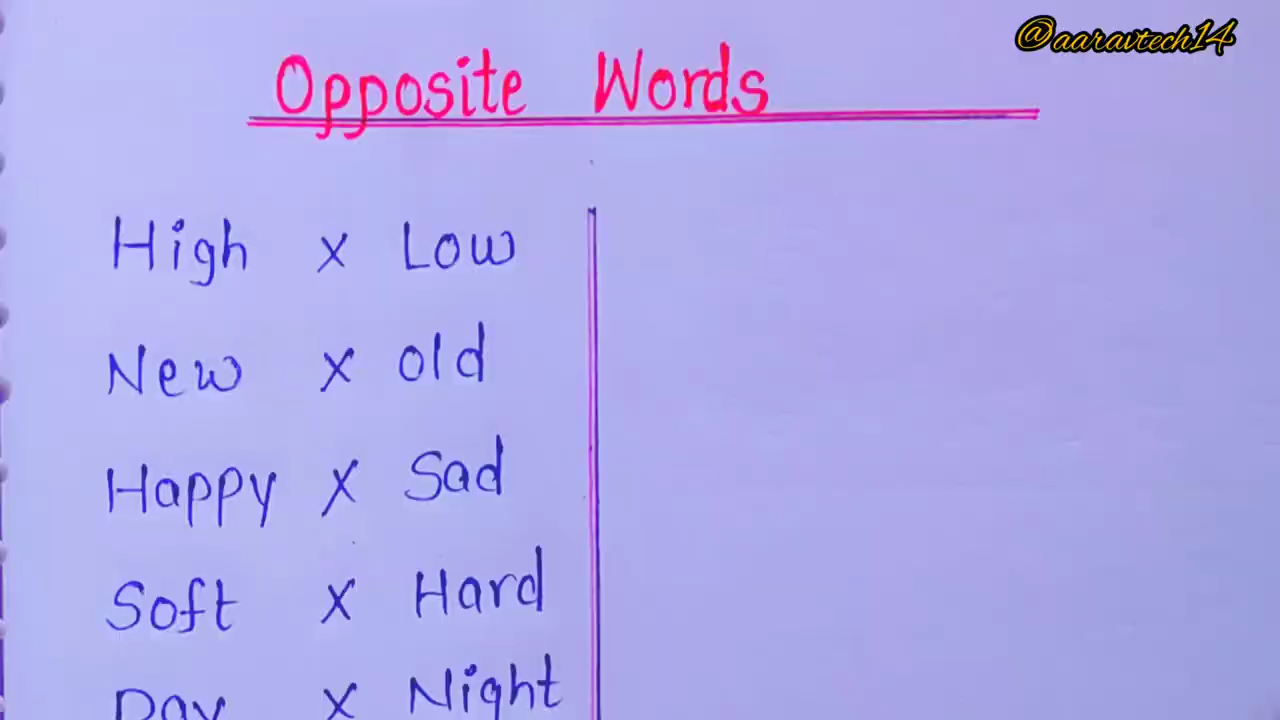 @aaravtech14
Opposite Words
High x Low
New x old
Happy x Sad
Soft x Hard
Day x Night